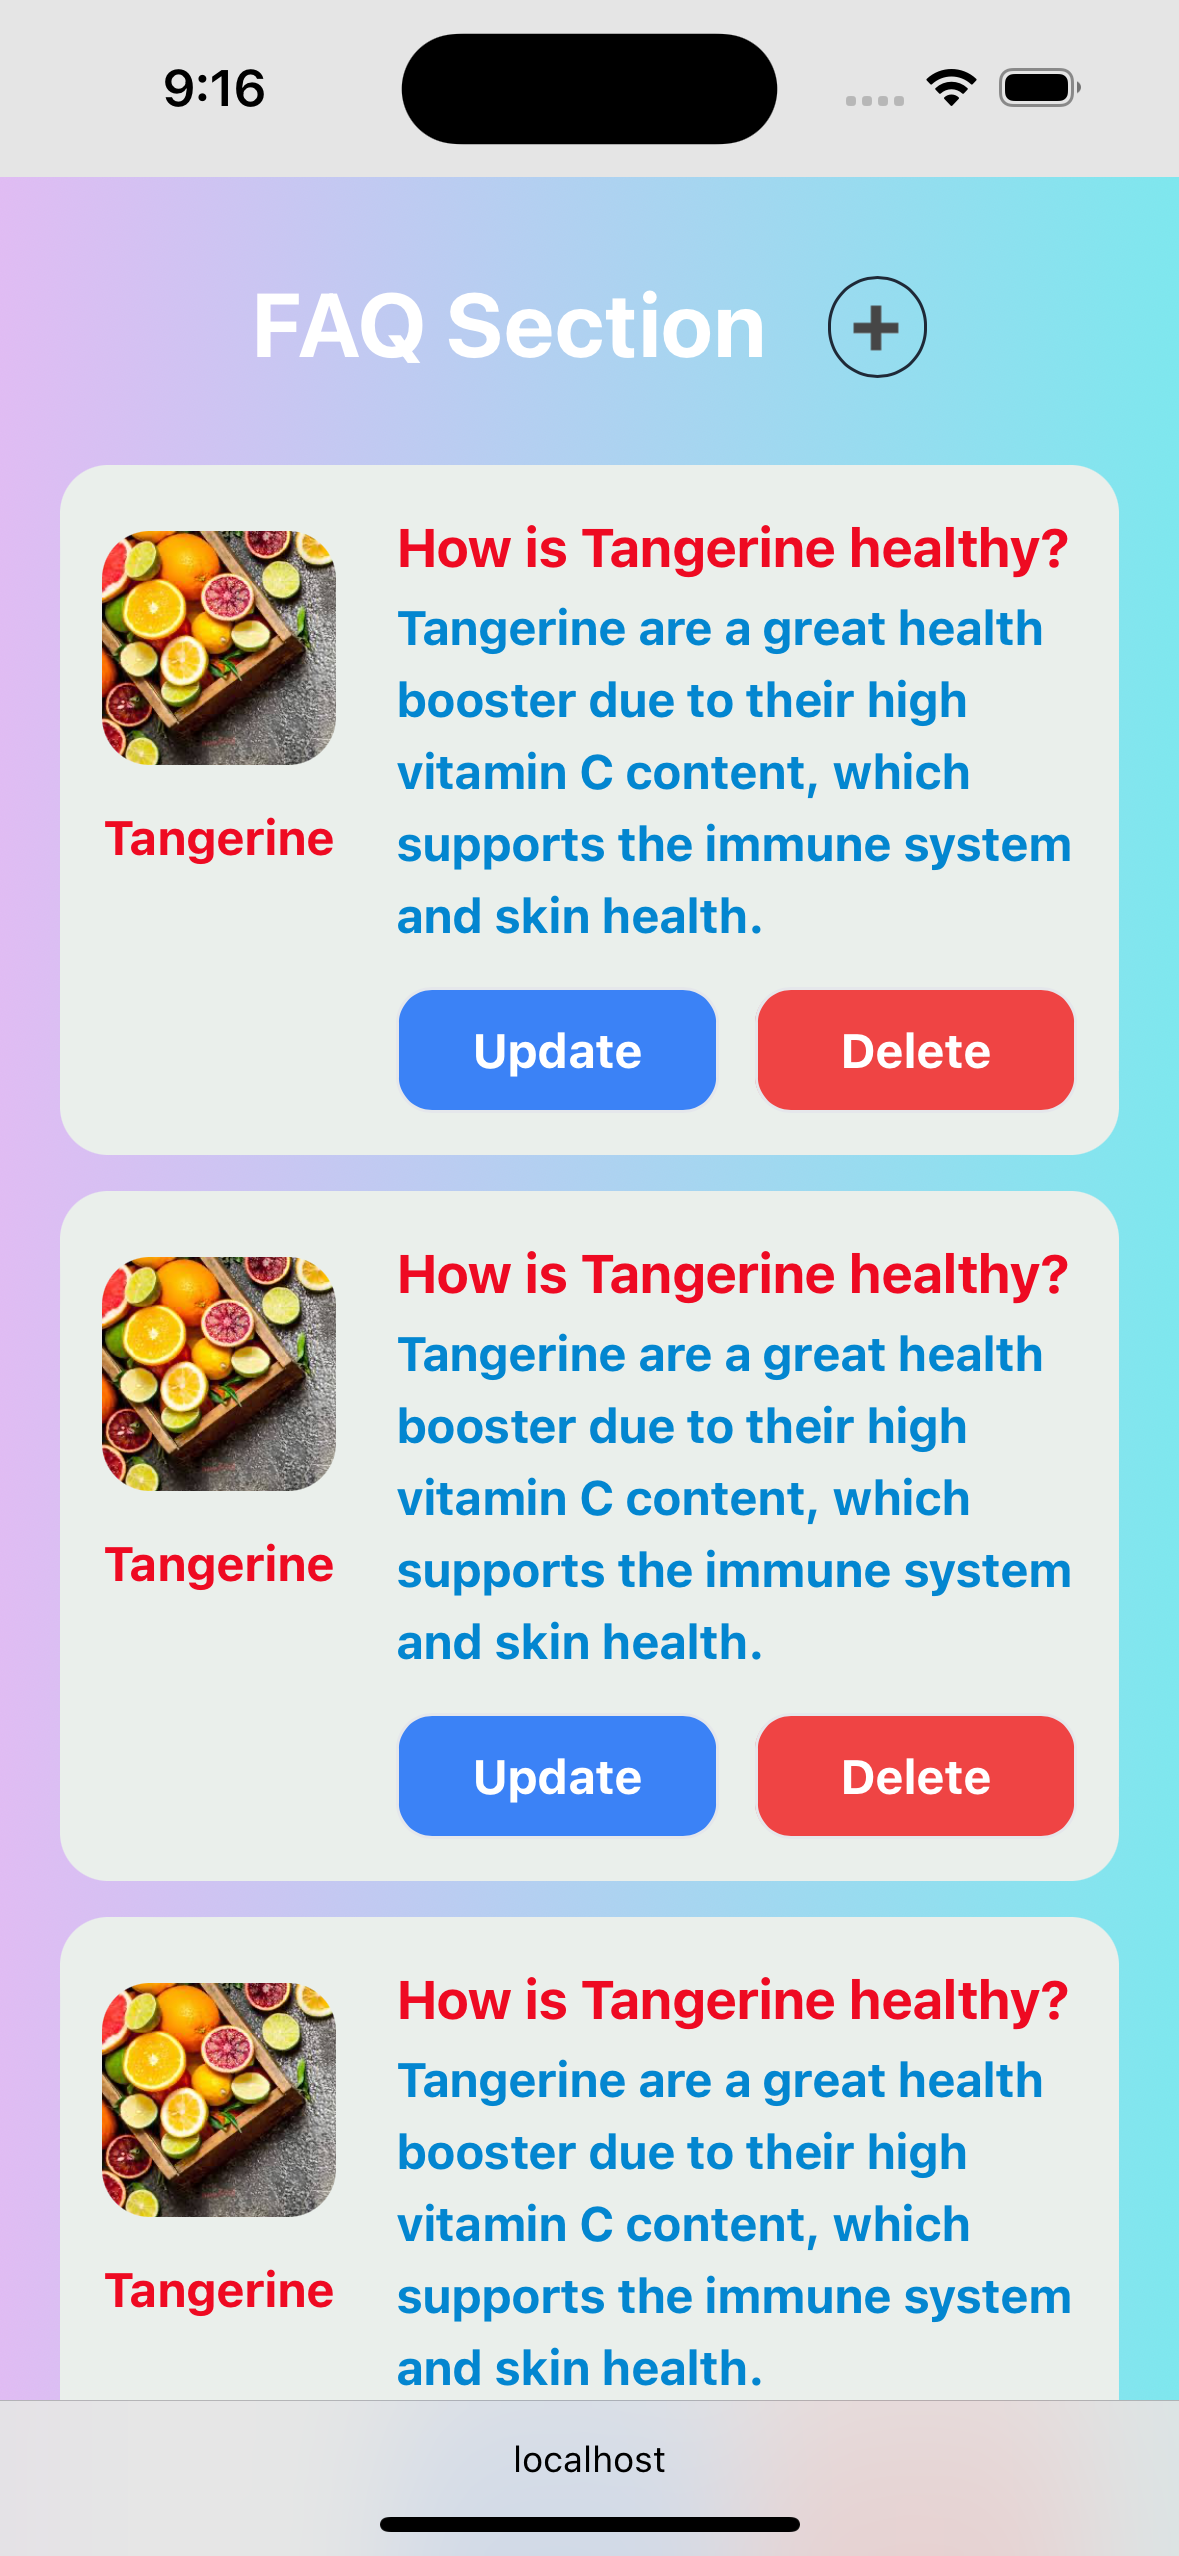 9:16
FAQ Section
How is Tangerine healthy?
Tangerine are a great health
booster due to their high
vitamin C content, which
supports the immune system
and skin health.
Tangerine
Update
Delete
How is Tangerine healthy?
Tangerine are a great health
booster due to their high
vitamin C content, which
supports the immune system
and skin health.
Tangerine
Update
Delete
How is Tangerine healthy?
Tangerine are a great health
booster due to their high
vitamin C content, which
supports the immune system
and skin health.
Tangerine
localhost